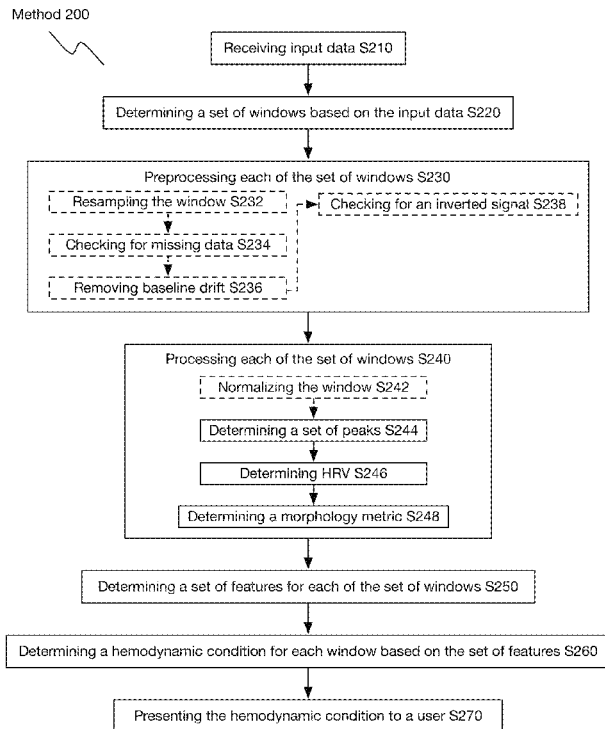 Method 200
Receiving input data S210
Determining a set of windows based on the input data S220
Preprocessing each of the set of windows S230
Resampling the window S232
Checking for missing data S234
Removing baseline drift S236
Checking for an inverted signal S238
Processing each of the set of windows S240
Normalizing the window S242
Determining a set of peaks S244
Determining HRV S246
Determining a morphology metric S248
Determining a set of features for each of the set of windows S250
Determining a hemodynamic condition for each window based on the set of features S260
Presenting the hemodynamic condition to a user S270